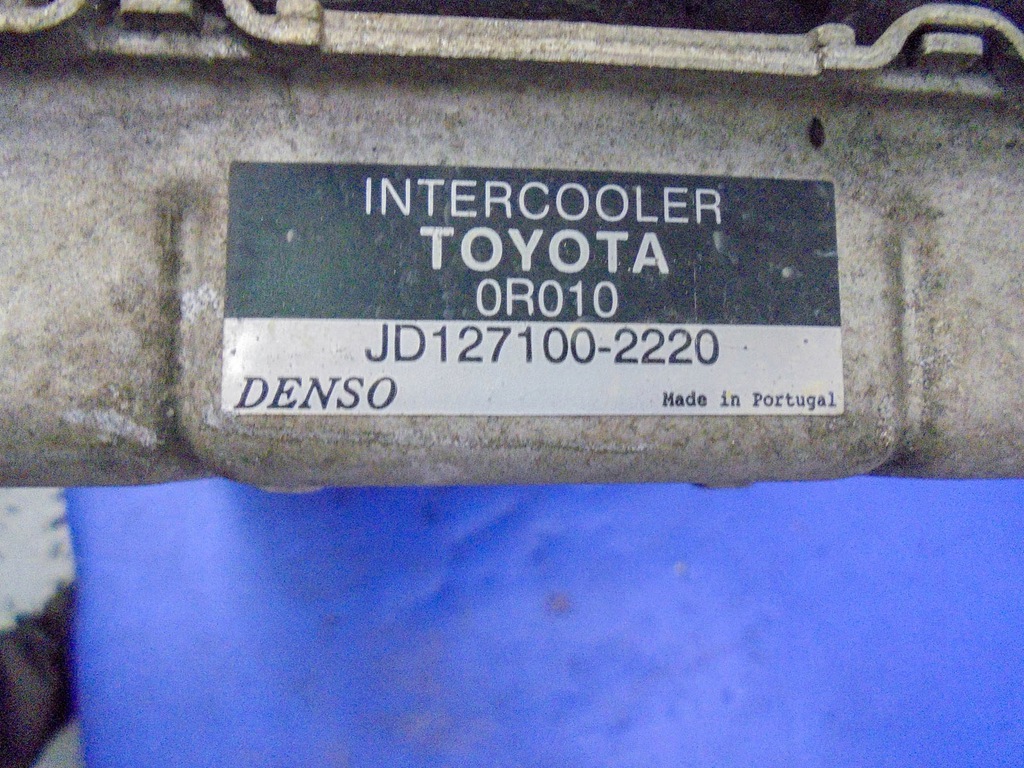 INTERCOOLER
TOYOTA
0R010
JD127100-2220
DENSO Made in Portugal